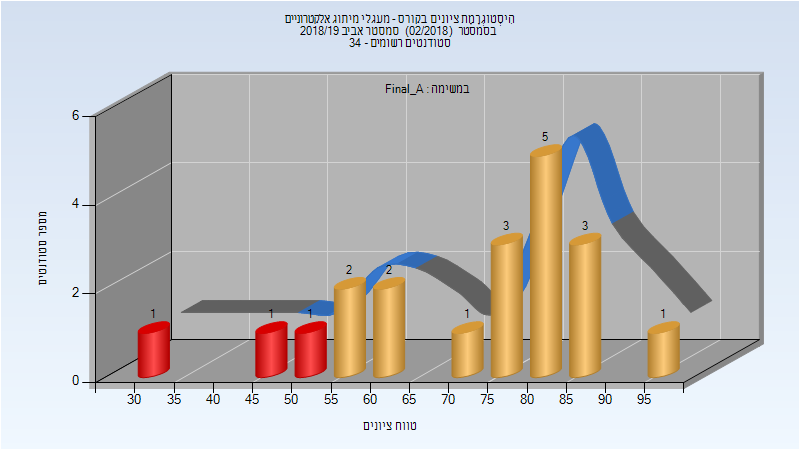 היסטוגרמת ציונים בקורס - מעגלי מיתוג אלקטרוניים
בסמסטר (02/2018) סמסטר אביב 2018/19
סטודנטים רשומים - 34
במשימה : Final_A
מספר סטודנטים
6
4
2
0
1
1
1
2
2
1
3
5
3
1
30 35 40 45 50 55 60 65 70 75 80 85 90 95
טווח ציונים